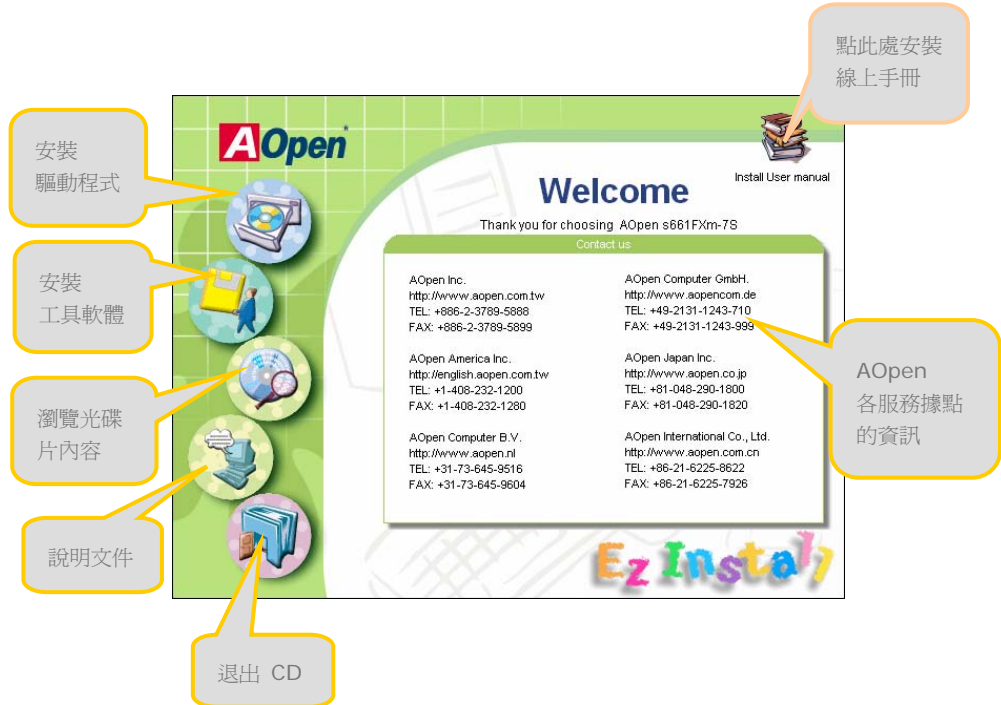 點此處安裝
線上手冊
安裝
驅動程式
AOpen
Install User manual
Welcome
Thank you for choosing AOpen s661FXm-7S
Contact us
安裝
工具軟體
AOpen Inc.
http://www.aopen.com.tw
TEL: +886-2-3789-5888
FAX: +886-2-3789-5899
AOpen Computer GmbH.
http://www.aopencom.de
TEL: +49-2131-1243-710
FAX: +49-2131-1243-999
AOpen America Inc.
http://english.aopen.com.tw
TEL: +1-408-232-1200
FAX: +1-408-232-1280
AOpen Japan Inc.
http://www.aopen.co.jp
TEL: +81-048-290-1800
FAX: +81-048-290-1820
AOpen
各服務據點
的資訊
瀏覽光碟
片內容
AOpen Computer B.V.
http://www.aopen.nl
TEL: +31-73-645-9516
FAX: +31-73-645-9604
AOpen International Co., Ltd.
http://www.aopen.com.cn
TEL: +86-21-6225-8622
FAX: +86-21-6225-7926
說明文件
Ez Install
退出 CD